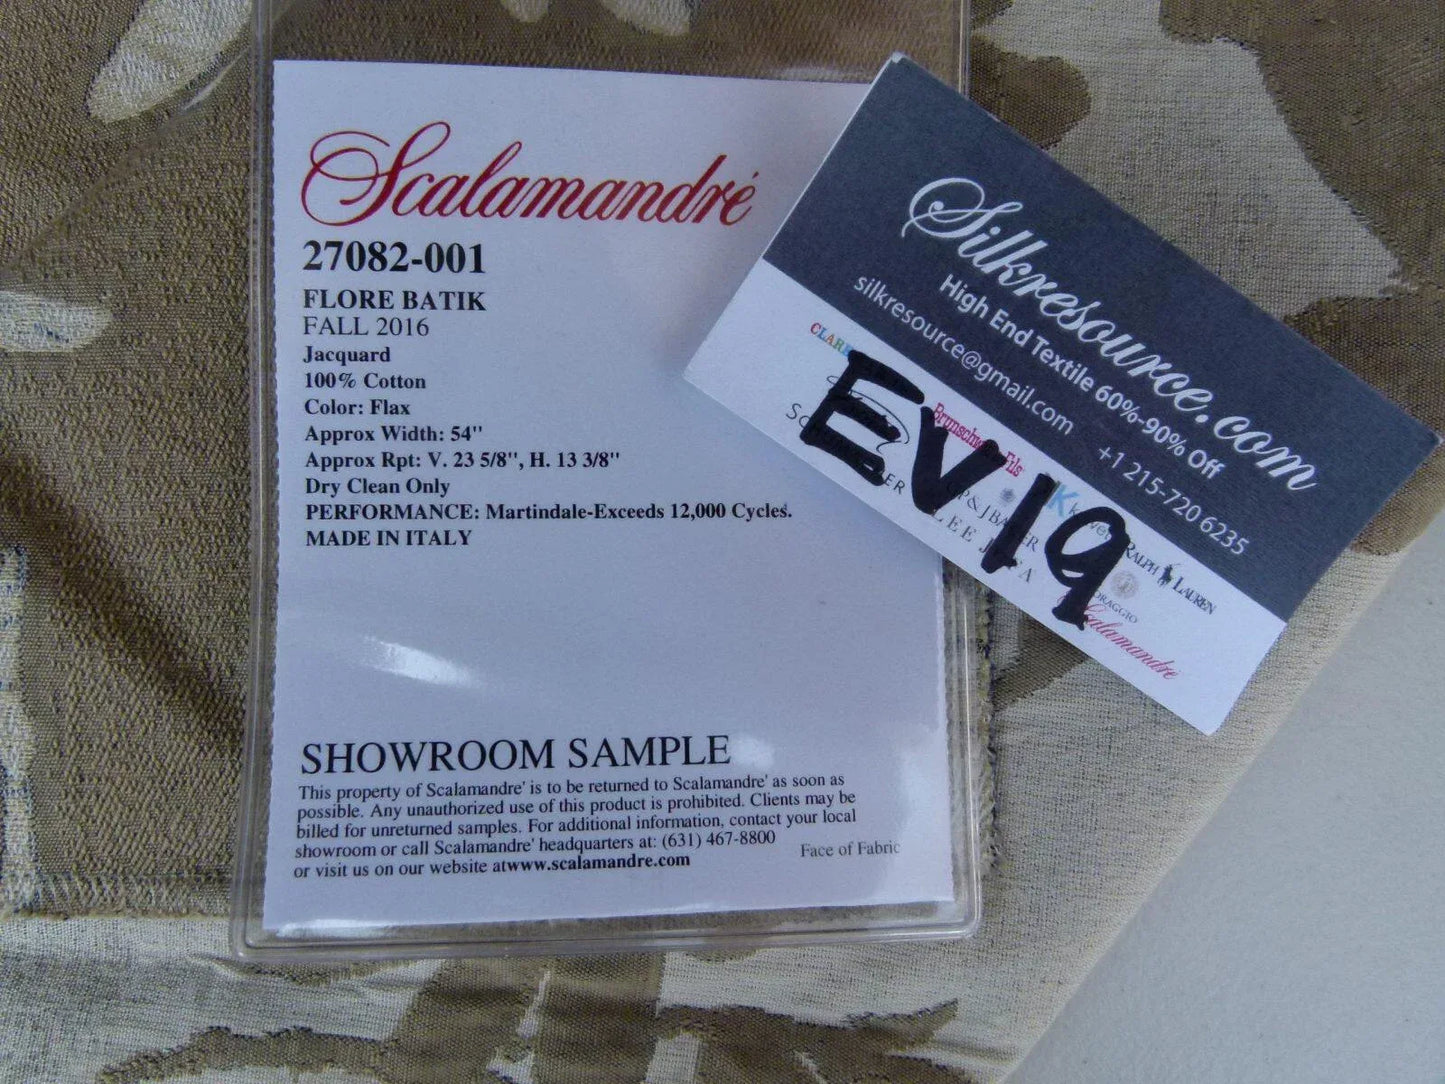 Scalamandré
27082-001
FLORE BATIK
FALL 2016
Jacquard
100% Cotton
Color: Flax
Approx Width: 54"
Approx Rpt: V. 23 5/8", H. 13 3/8"
Dry Clean Only
PERFORMANCE: Martindale-Exceeds 12,000 Cycles.
MADE IN ITALY
SHOWROOM SAMPLE
This property of Scalamandre' is to be returned to Scalamandre' as soon as
possible. Any unauthorized use of this product is prohibited. Clients may be
billed for unreturned samples. For additional information, contact your local
showroom or call Scalamandre' headquarters at: (631) 467-8800
or visit us on our website atwww.scalamandre.com
Face of Fabric
Silkresource.com
High End Textile 60%-90% Off
silkresource@gmail.com +1 215-720 6235
EV19
Fils
LEE
RALPH LAUREN
Scalamandré